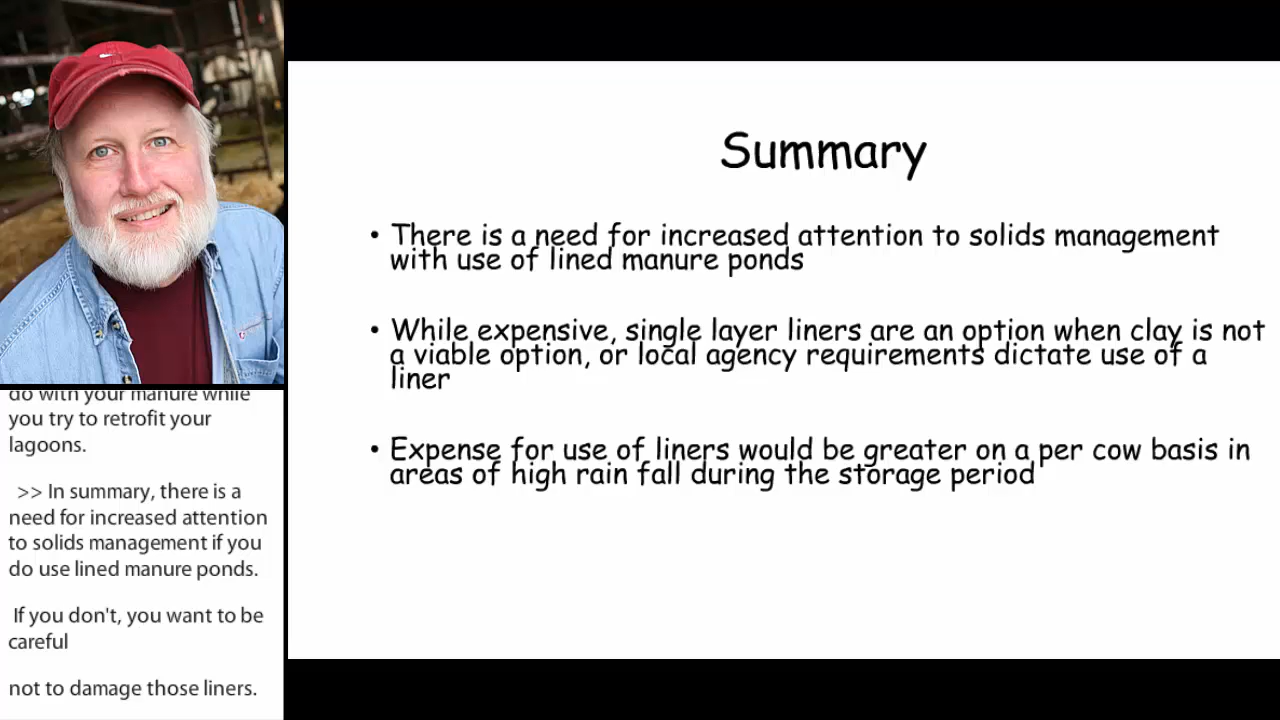 Summary
• There is a need for increased attention to solids management
with use of lined manure ponds
• While expensive, single layer liners are an option when clay is not
a viable option, or local agency requirements dictate use of a
liner
• Expense for use of liners would be greater on a per cow basis in
areas of high rain fall during the storage period
do with your manure while
you try to retrofit your
lagoons.
>> In summary, there is a
need for increased attention
to solids management if you
do use lined manure ponds.
If you don't, you want to be
careful
not to damage those liners.